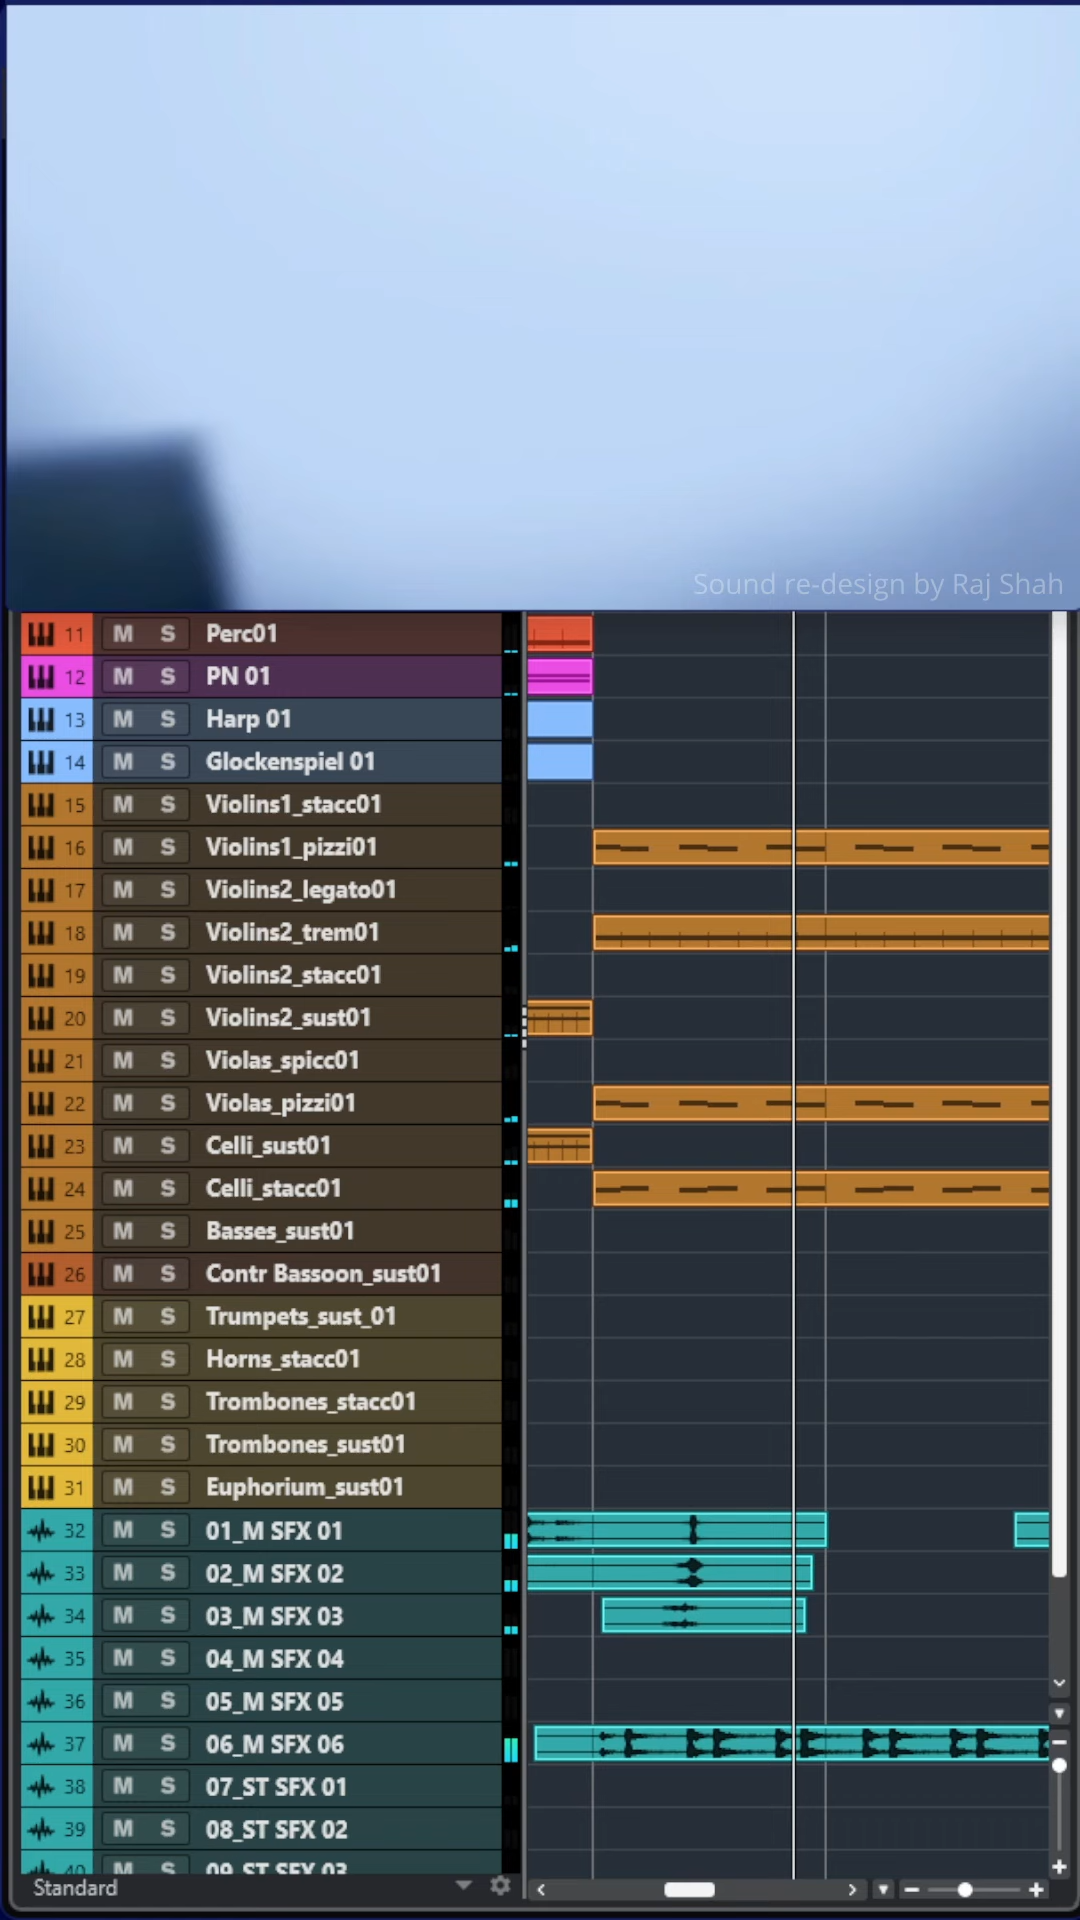 Sound re-design by Raj Shah
11 M S Perc01
12 M S PN 01
13 M S Harp 01
14 M S Glockenspiel 01
15 M S Violins1_stacc01
16 M S Violins1_pizzi01
17 M S Violins2_legato01
18 M S Violins2_trem01
19 M S Violins2_stacc01
20 M S Violins2_sust01
21 M S Violas_spicc01
22 M S Violas_pizzi01
23 M S Celli_sust01
24 M S Celli_stacc01
25 M S Basses_sust01
26 M S Contr Bassoon_sust01
27 M S Trumpets_sust_01
28 M S Horns_stacc01
29 M S Trombones_stacc01
30 M S Trombones_sust01
31 M S Euphorium_sust01
32 M S 01_M SFX 01
33 M S 02_M SFX 02
34 M S 03_M SFX 03
35 M S 04_M SFX 04
36 M S 05_M SFX 05
37 M S 06_M SFX 06
38 M S 07_ST SFX 01
39 M S 08_ST SFX 02
40 M S 09_ST SFX 03
Standard